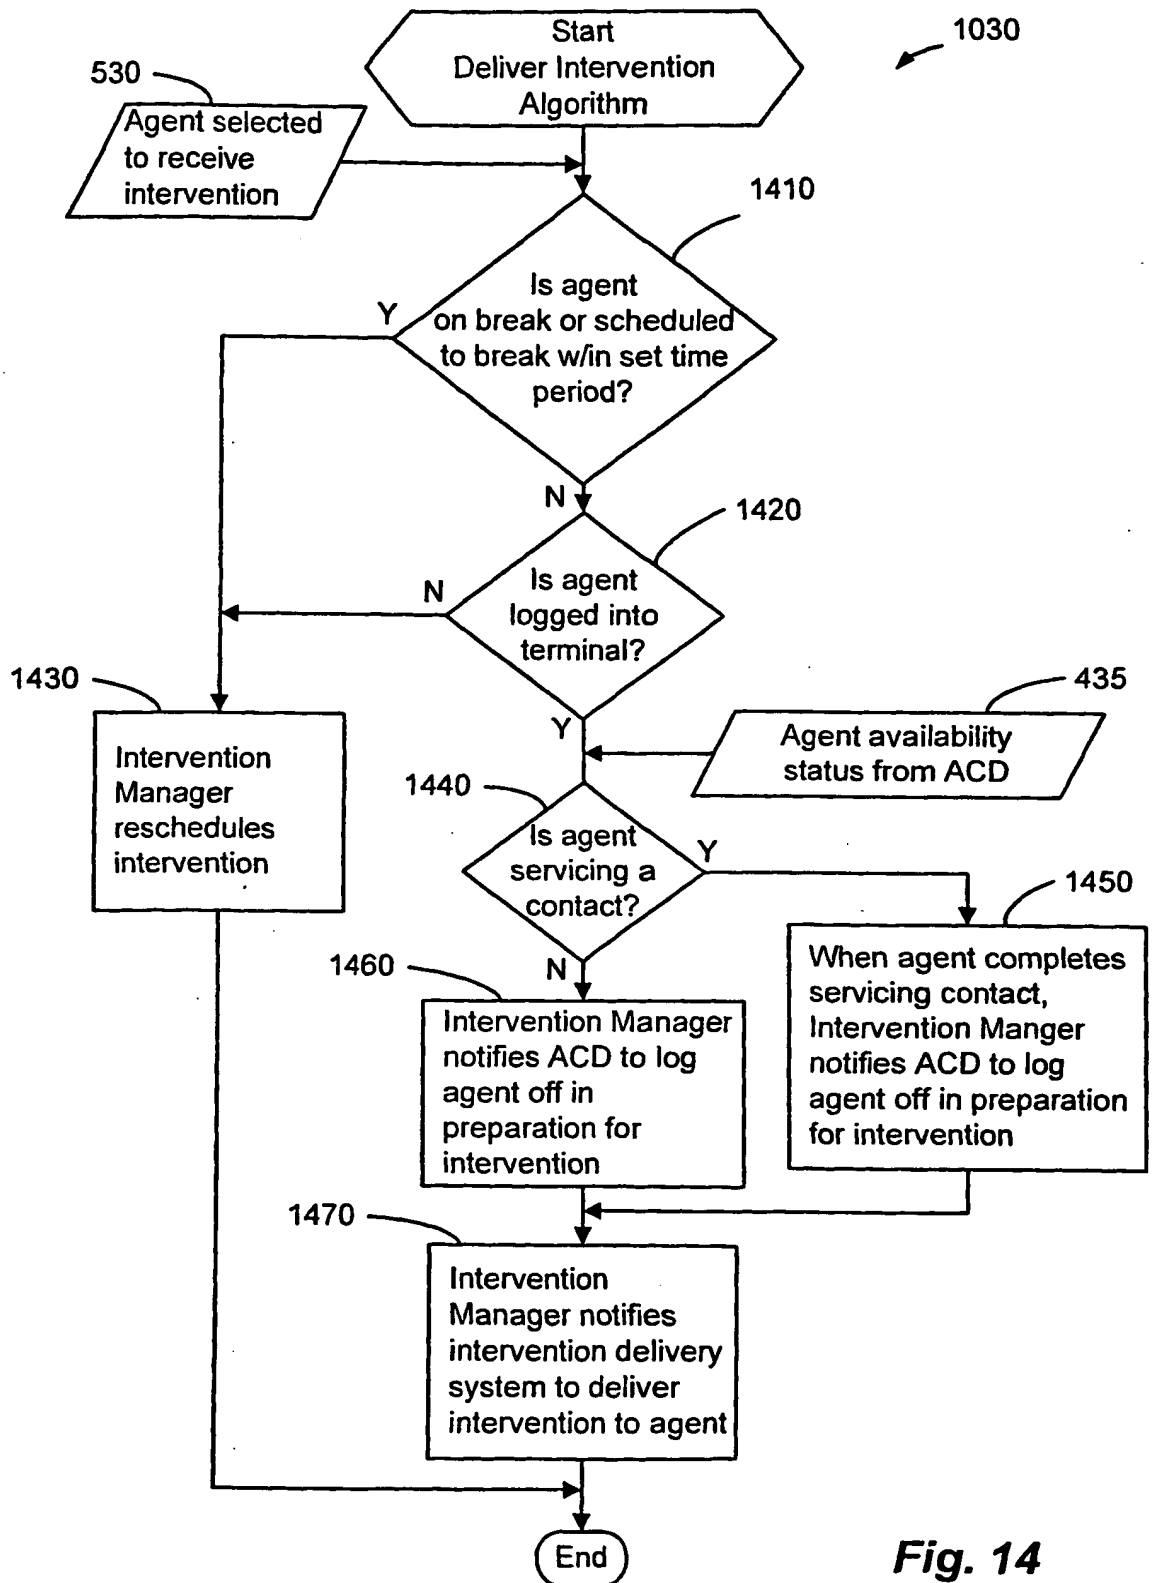 Start
Deliver Intervention
Algorithm
1030
530
Agent selected
to receive
intervention
1410
Is agent
on break or scheduled
to break w/in set time
period?
Y
N
1420
Is agent
logged into
terminal?
N
Y
1430
Intervention
Manager
reschedules
intervention
435
Agent availability
status from ACD
1440
Is agent
servicing a
contact?
Y
N
1450
When agent completes
servicing contact,
Intervention Manger
notifies ACD to log
agent off in preparation
for intervention
1460
Intervention Manager
notifies ACD to log
agent off in
preparation for
intervention
1470
Intervention
Manager notifies
intervention delivery
system to deliver
intervention to agent
End
Fig. 14